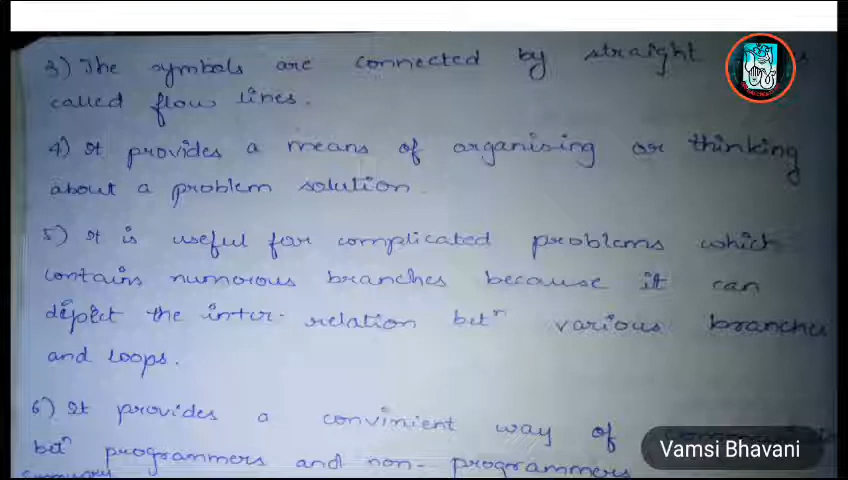 3) The symbols are connected by straight
called flow lines.
4) It provides a means of organising or thinking
about a problem solution.
5) It is useful for complicated problems which
contains numorous branches because it can
depict the inter-relation betⁿ various branches
and loops.
6) It provides a convinient way of
betⁿ programmers and non-programmers
Vamsi Bhavani